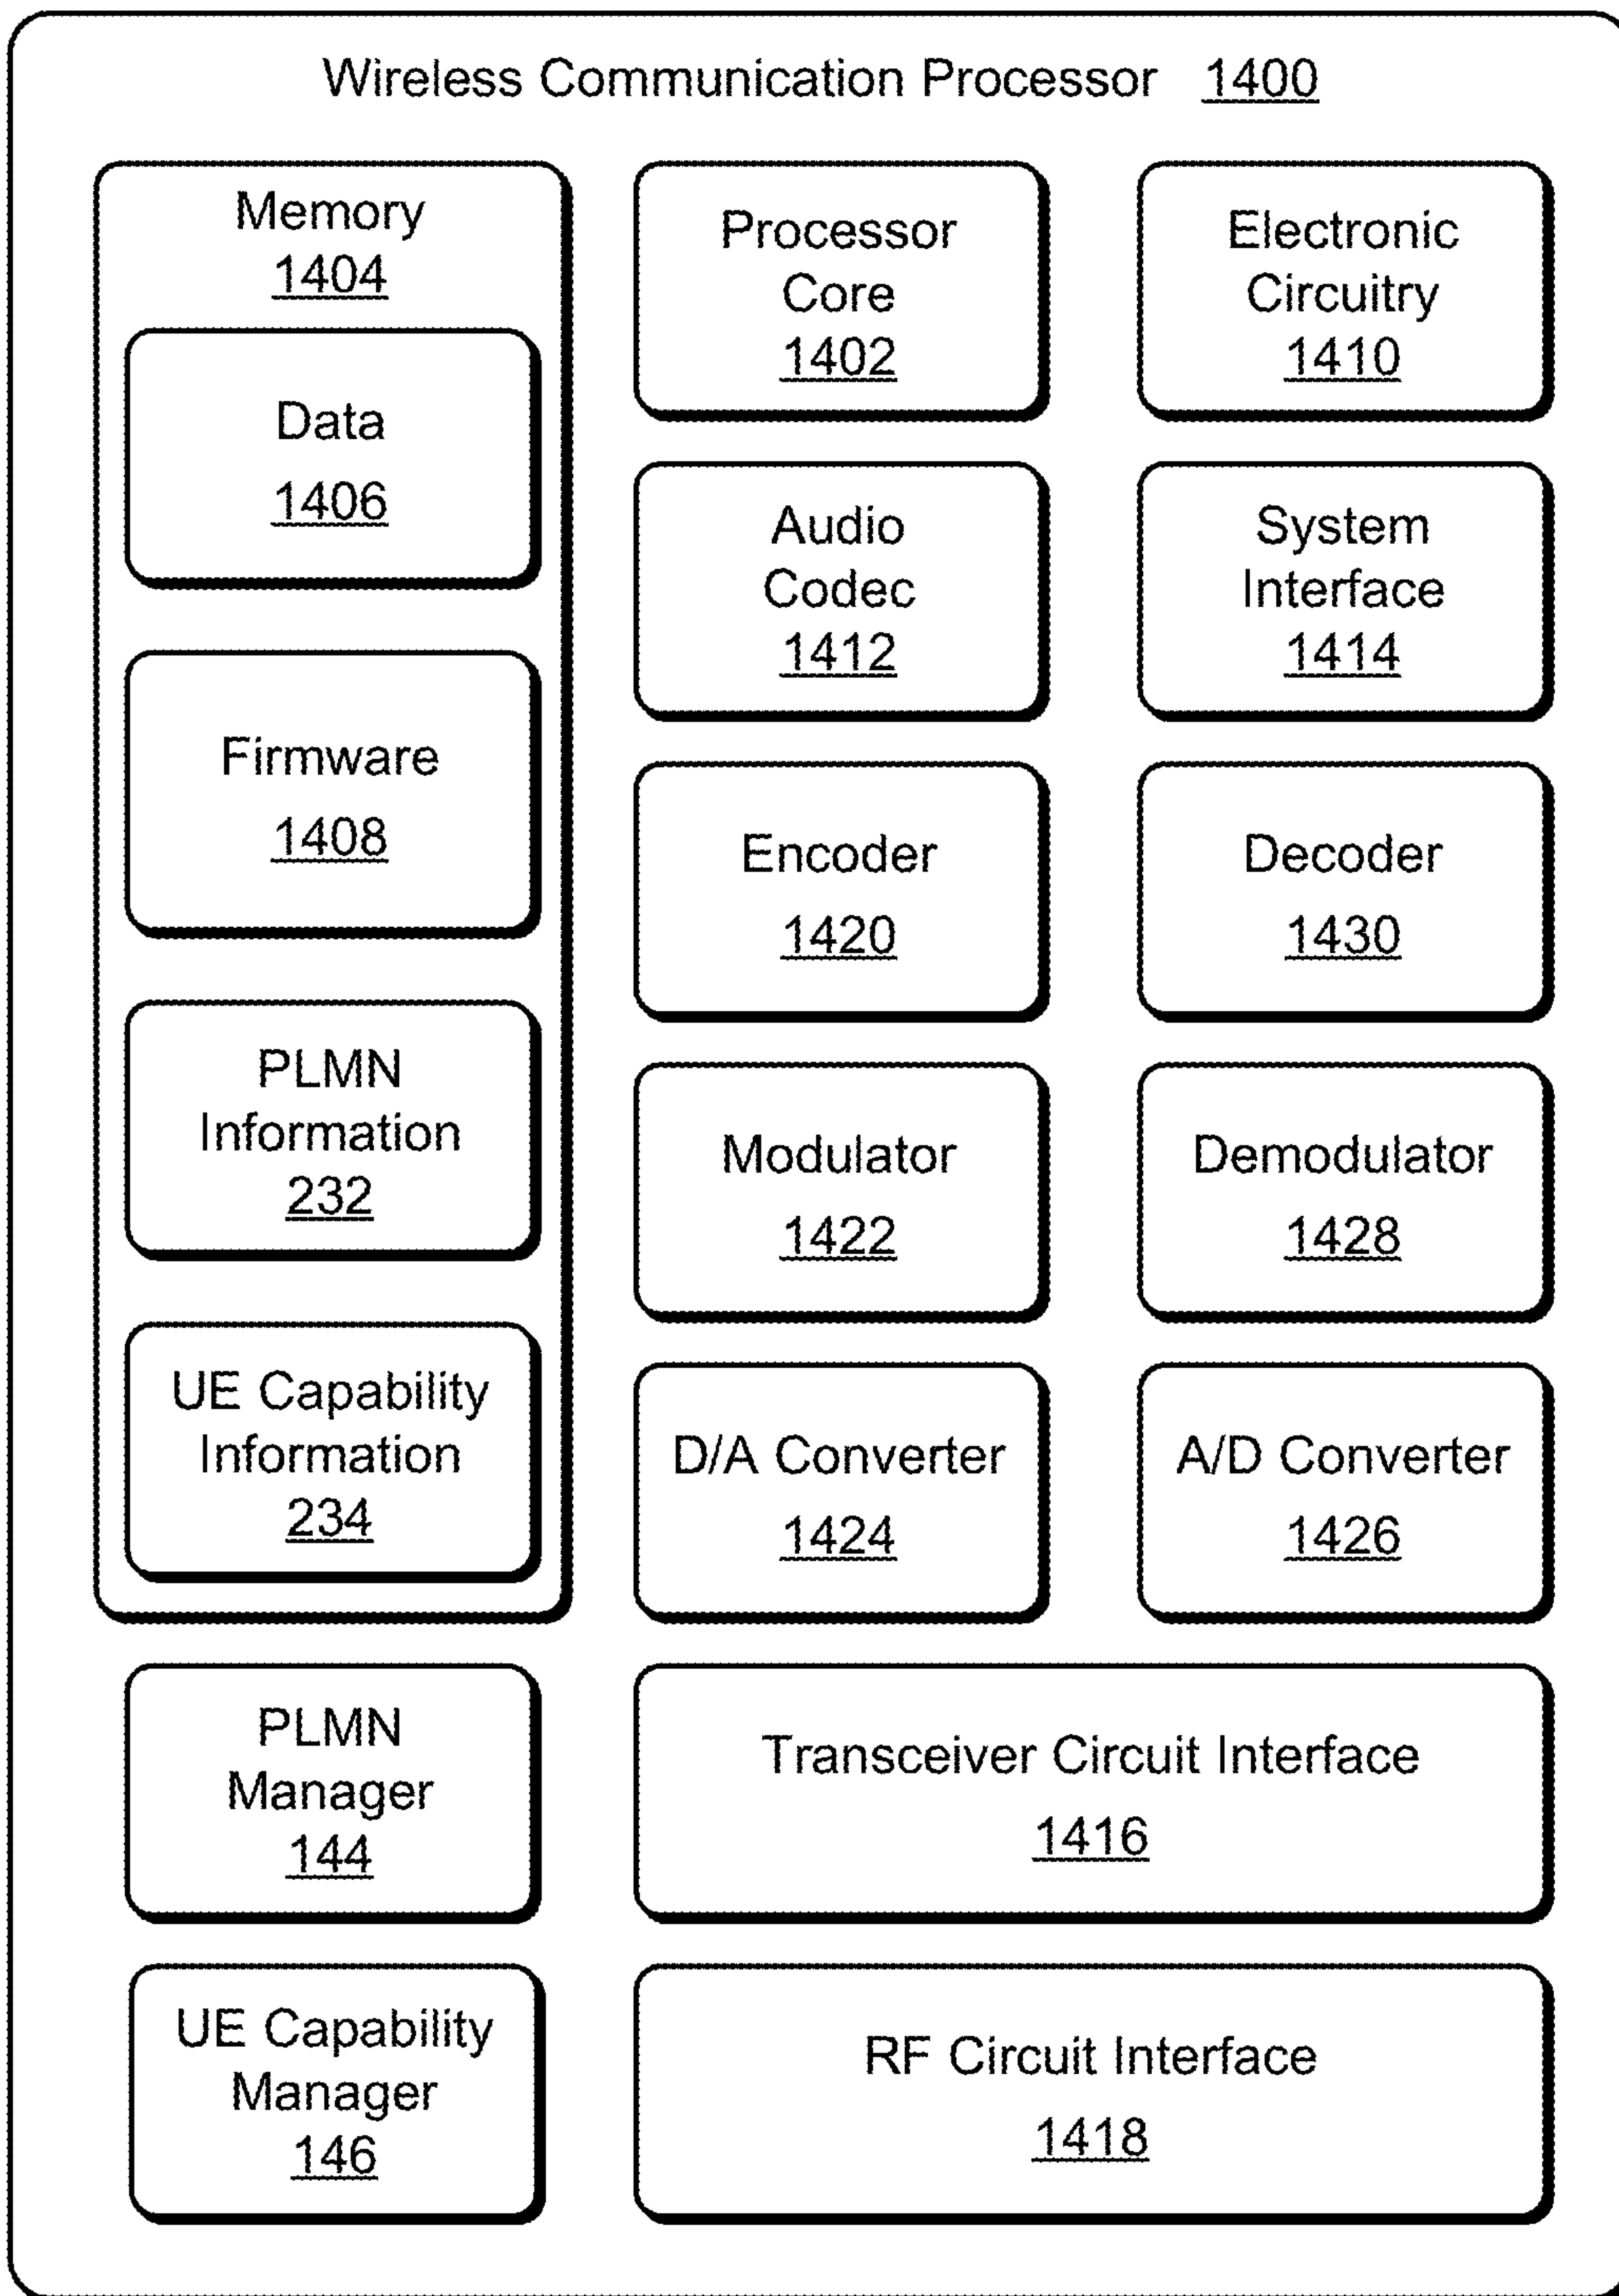 Wireless Communication Processor 1400
Memory
1404
Data
1406
Firmware
1408
PLMN
Information
232
UE Capability
Information
234
PLMN
Manager
144
UE Capability
Manager
146
Processor
Core
1402
Electronic
Circuitry
1410
Audio
Codec
1412
System
Interface
1414
Encoder
1420
Decoder
1430
Modulator
1422
Demodulator
1428
D/A Converter
1424
A/D Converter
1426
Transceiver Circuit Interface
1416
RF Circuit Interface
1418